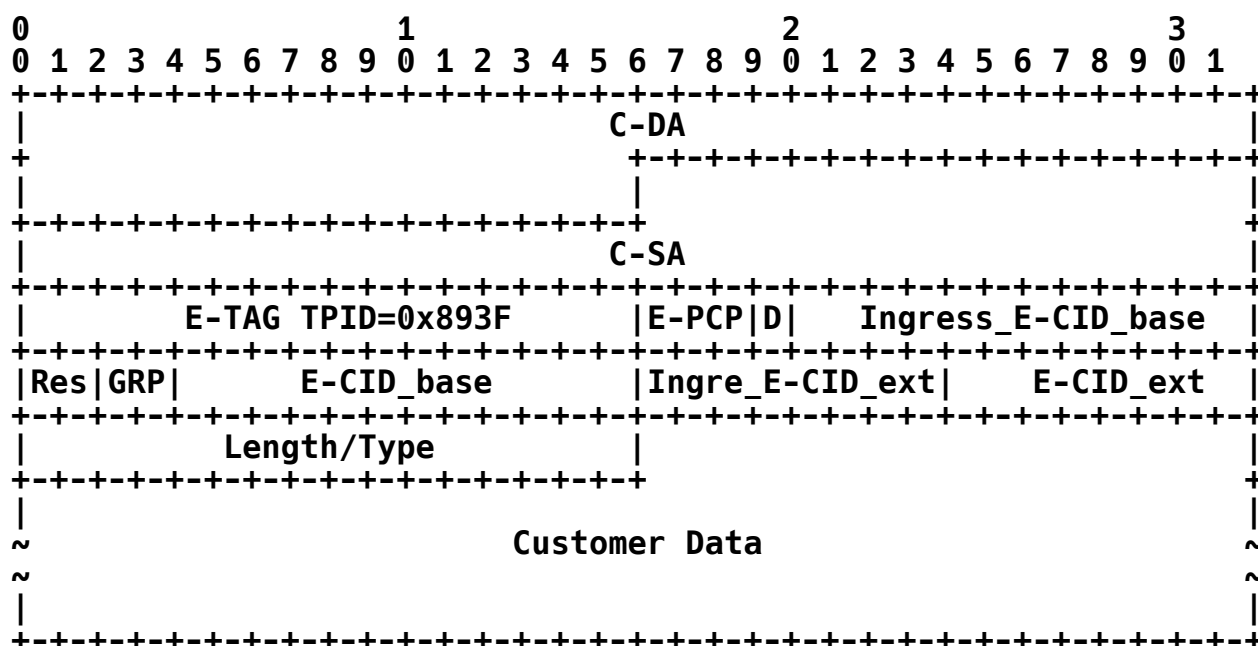 0                   1                   2                   3
0 1 2 3 4 5 6 7 8 9 0 1 2 3 4 5 6 7 8 9 0 1 2 3 4 5 6 7 8 9 0 1
+-+-+-+-+-+-+-+-+-+-+-+-+-+-+-+-+-+-+-+-+-+-+-+-+-+-+-+-+-+-+-+-+
|                              C-DA                             |
+                               +-+-+-+-+-+-+-+-+-+-+-+-+-+-+-+-+
|                               |                               |
+-+-+-+-+-+-+-+-+-+-+-+-+-+-+-+-+                               +
|                              C-SA                             |
+-+-+-+-+-+-+-+-+-+-+-+-+-+-+-+-+-+-+-+-+-+-+-+-+-+-+-+-+-+-+-+-+
|        E-TAG TPID=0x893F      |E-PCP|D|   Ingress_E-CID_base  |
+-+-+-+-+-+-+-+-+-+-+-+-+-+-+-+-+-+-+-+-+-+-+-+-+-+-+-+-+-+-+-+-+
|Res|GRP|      E-CID_base       |Ingre_E-CID_ext|    E-CID_ext  |
+-+-+-+-+-+-+-+-+-+-+-+-+-+-+-+-+-+-+-+-+-+-+-+-+-+-+-+-+-+-+-+-+
|          Length/Type          |                               |
+-+-+-+-+-+-+-+-+-+-+-+-+-+-+-+-+                               +
|                                                               |
~                         Customer Data                         ~
~                                                               ~
|                                                               |
+-+-+-+-+-+-+-+-+-+-+-+-+-+-+-+-+-+-+-+-+-+-+-+-+-+-+-+-+-+-+-+-+